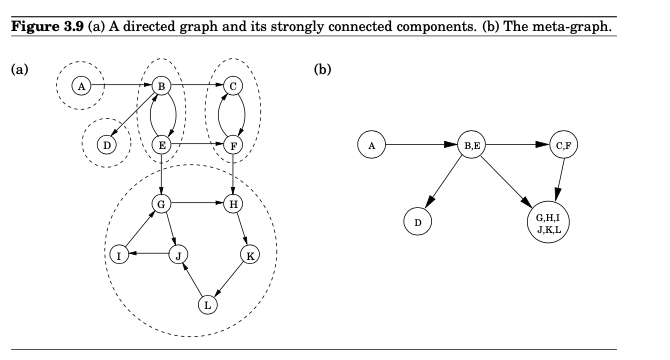 Figure 3.9 (a) A directed graph and its strongly connected components. (b) The meta-graph.
(a)
A
B
C
D
E
F
G
H
I
J
K
L
(b)
A
B,E
C,F
D
G,H,I
J,K,L